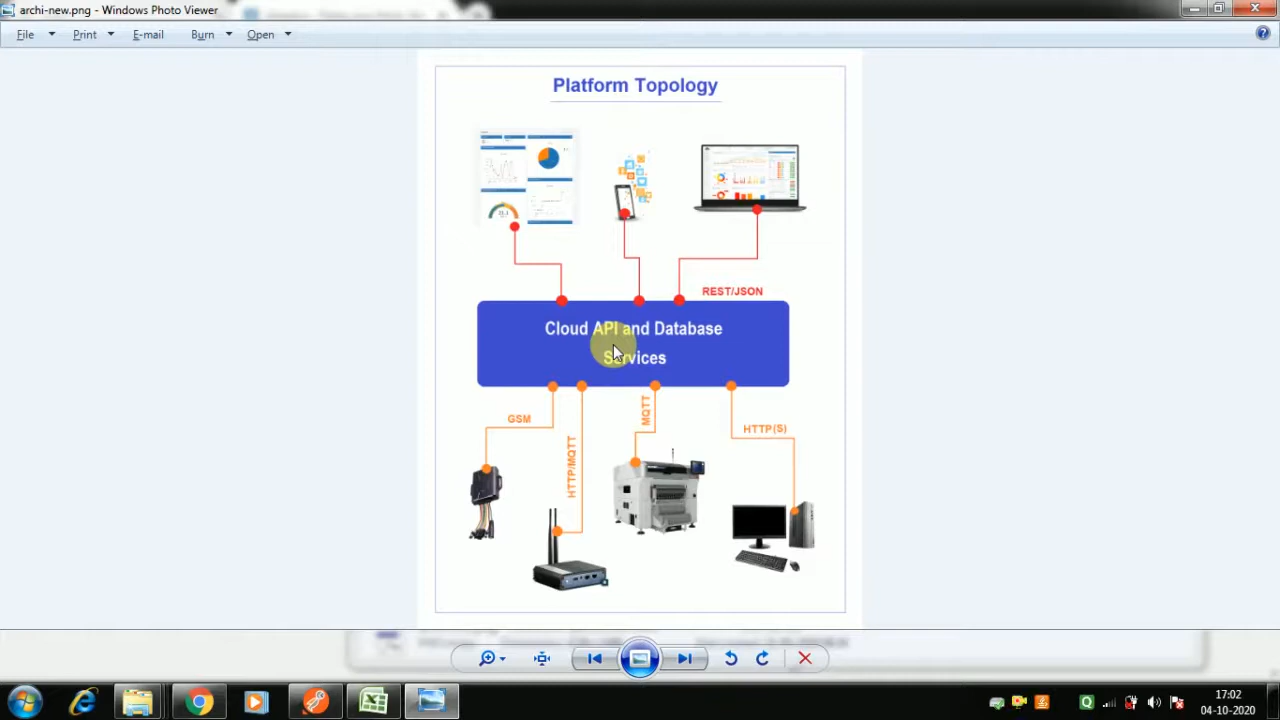 archi-new.png - Windows Photo Viewer
File Print E-mail Burn Open
Platform Topology
REST/JSON
Cloud API and Database
Services
GSM
HTTP/MQTT
MQTT
HTTP(S)
17:02
04-10-2020